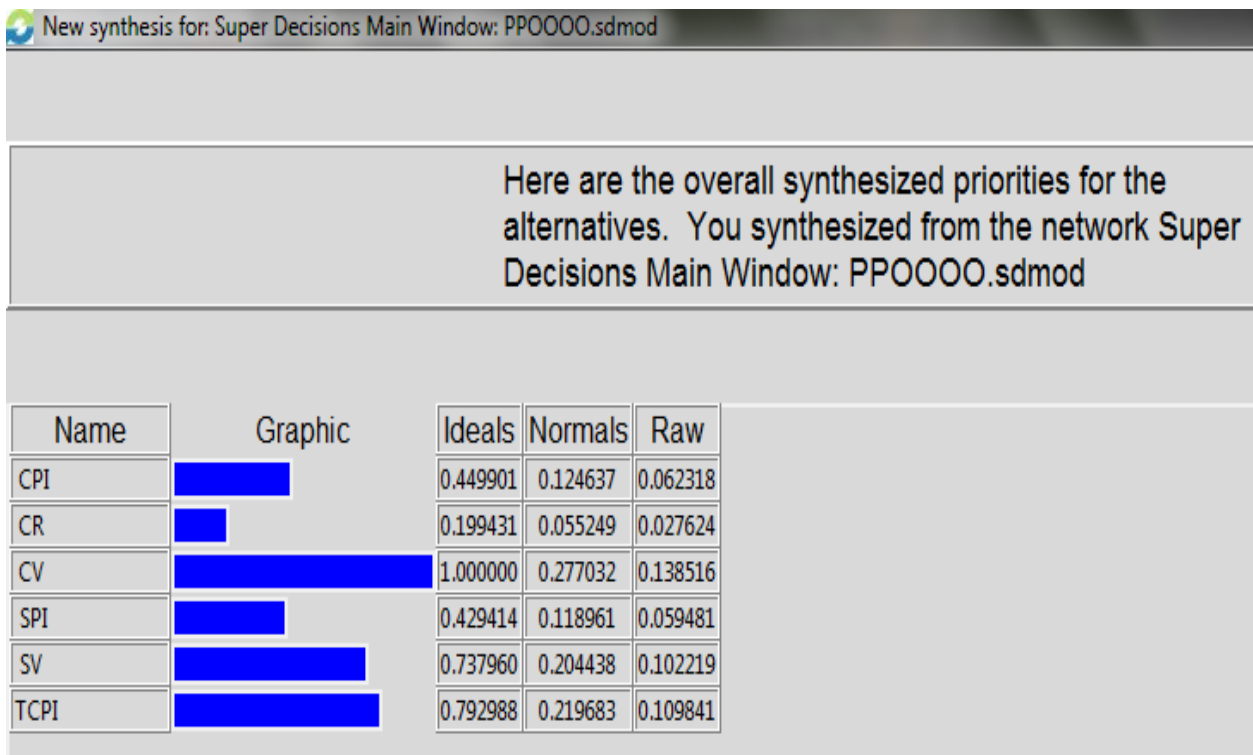 New synthesis for: Super Decisions Main Window: PPOOOO.sdmod
Here are the overall synthesized priorities for the
alternatives. You synthesized from the network Super
Decisions Main Window: PPOOOO.sdmod
Name Graphic Ideals Normals Raw
CPI 0.449901 0.124637 0.062318
CR 0.199431 0.055249 0.027624
CV 1.000000 0.277032 0.138516
SPI 0.429414 0.118961 0.059481
SV 0.737960 0.204438 0.102219
TCPI 0.792988 0.219683 0.109841